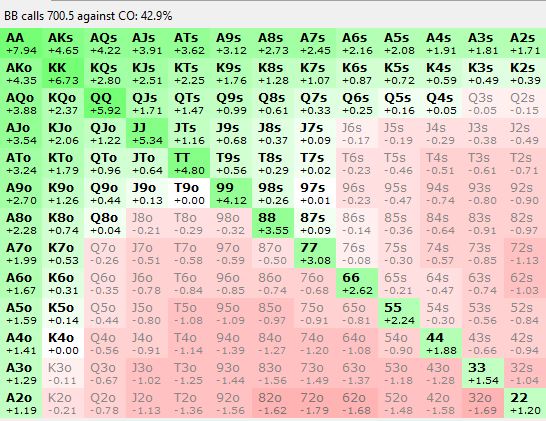 BB calls 700.5 against CO: 42.9%
AA AKs AQs AJs ATs A9s A8s A7s A6s A5s A4s A3s A2s
+7.94 +4.65 +4.22 +3.91 +3.62 +3.12 +2.73 +2.45 +2.16 +2.08 +1.91 +1.81 +1.71
AKo KK KQs KJs KTs K9s K8s K7s K6s K5s K4s K3s K2s
+4.35 +6.73 +2.80 +2.51 +2.25 +1.76 +1.28 +1.07 +0.87 +0.72 +0.59 +0.49 +0.39
AQo KQo QQ QJs QTs Q9s Q8s Q7s Q6s Q5s Q4s Q3s Q2s
+3.88 +2.37 +5.92 +1.71 +1.47 +0.99 +0.61 +0.33 +0.25 +0.16 +0.05 -0.05 -0.15
AJo KJo QJo JJ JTs J9s J8s J7s J6s J5s J4s J3s J2s
+3.54 +2.06 +1.22 +5.34 +1.16 +0.68 +0.37 +0.09 -0.17 -0.19 -0.29 -0.38 -0.49
ATo KTo QTo JTo TT T9s T8s T7s T6s T5s T4s T3s T2s
+3.24 +1.79 +0.96 +0.64 +4.80 +0.56 +0.29 +0.02 -0.23 -0.46 -0.51 -0.61 -0.71
A9o K9o Q9o J9o T9o 99 98s 97s 96s 95s 94s 93s 92s
+2.70 +1.26 +0.44 +0.13 +0.00 +4.12 +0.26 +0.01 -0.23 -0.47 -0.74 -0.80 -0.90
A8o K8o Q8o J8o T8o 98o 88 87s 86s 85s 84s 83s 82s
+2.28 +0.74 +0.04 -0.21 -0.29 -0.32 +3.55 +0.09 -0.14 -0.36 -0.64 -0.91 -0.97
A7o K7o Q7o J7o T7o 97o 87o 77 76s 75s 74s 73s 72s
+1.99 +0.53 -0.26 -0.51 -0.58 -0.59 -0.50 +3.08 -0.08 -0.30 -0.57 -0.85 -1.13
A6o K6o Q6o J6o T6o 96o 86o 76o 66 65s 64s 63s 62s
+1.67 +0.31 -0.35 -0.78 -0.84 -0.85 -0.74 -0.68 +2.62 -0.21 -0.47 -0.74 -1.03
A5o K5o Q5o J5o T5o 95o 85o 75o 65o 55 54s 53s 52s
+1.59 +0.14 -0.44 -0.80 -1.08 -1.09 -0.97 -0.91 -0.81 +2.24 -0.30 -0.56 -0.84
A4o K4o Q4o J4o T4o 94o 84o 74o 64o 54o 44 43s 42s
+1.41 +0.00 -0.56 -0.91 -1.14 -1.39 -1.27 -1.20 -1.08 -0.90 +1.88 -0.66 -0.94
A3o K3o Q3o J3o T3o 93o 83o 73o 63o 53o 43o 33 32s
+1.29 -0.11 -0.67 -1.02 -1.25 -1.44 -1.56 -1.49 -1.37 -1.18 -1.28 +1.54 -1.04
A2o K2o Q2o J2o T2o 92o 82o 72o 62o 52o 42o 32o 22
+1.19 -0.21 -0.78 -1.13 -1.36 -1.56 -1.62 -1.79 -1.68 -1.48 -1.58 -1.69 +1.20